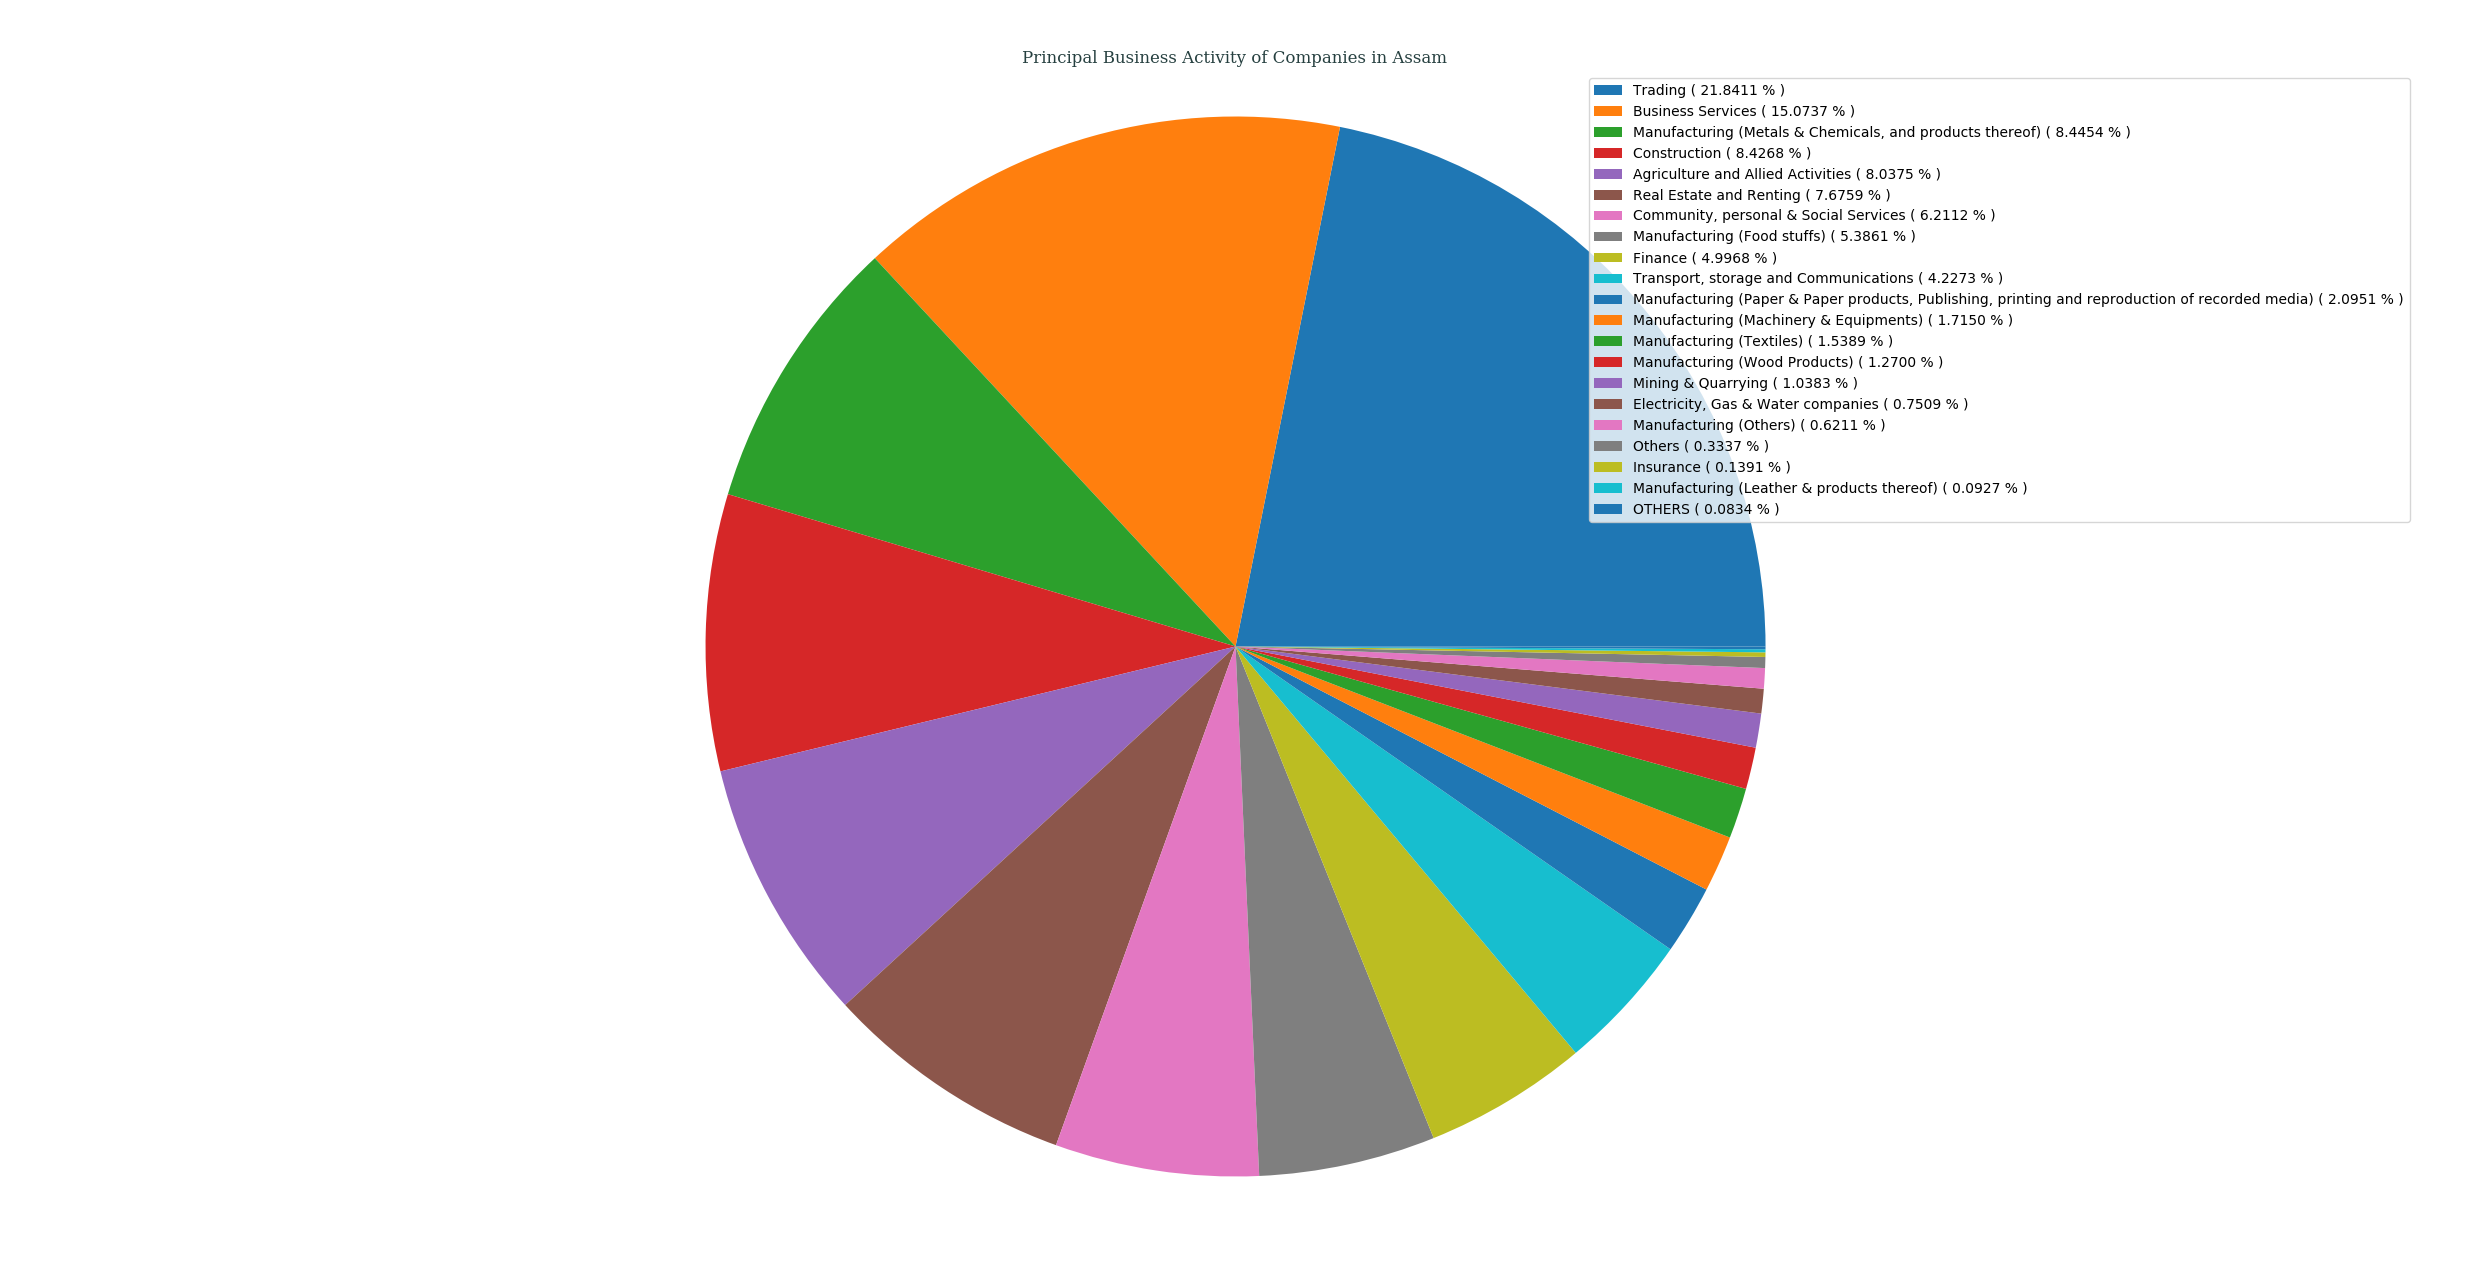 Principal Business Activity of Companies in Assam
Trading ( 21.8411 % )
Business Services ( 15.0737 % )
Manufacturing (Metals & Chemicals, and products thereof) ( 8.4454 % )
Construction ( 8.4268 % )
Agriculture and Allied Activities ( 8.0375 % )
Real Estate and Renting ( 7.6759 % )
Community, personal & Social Services ( 6.2112 % )
Manufacturing (Food stuffs) ( 5.3861 % )
Finance ( 4.9968 % )
Transport, storage and Communications ( 4.2273 % )
Manufacturing (Paper & Paper products, Publishing, printing and reproduction of recorded media) ( 2.0951 % )
Manufacturing (Machinery & Equipments) ( 1.7150 % )
Manufacturing (Textiles) ( 1.5389 % )
Manufacturing (Wood Products) ( 1.2700 % )
Mining & Quarrying ( 1.0383 % )
Electricity, Gas & Water companies ( 0.7509 % )
Manufacturing (Others) ( 0.6211 % )
Others ( 0.3337 % )
Insurance ( 0.1391 % )
Manufacturing (Leather & products thereof) ( 0.0927 % )
OTHERS ( 0.0834 % )